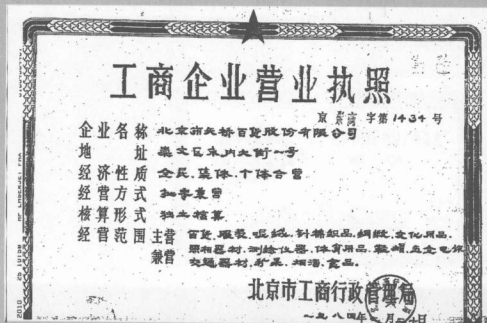 工商企业营业执照
京 崇商 字第1434号
企业名称 北京市天桥百货股份有限公司
地址 崇文区永内大街一号
经济性质 全民、集体、个体合营
经营方式 批零兼营
核算形式 独立核算
经营范围 主营 百货、服装、呢绒、针棉织品、绸缎、文化用品、
照相器材、测绘仪器、体育用品、鞋帽、五金电
兼营 交通器材、烟酒、食品。
北京市工商行政管理局
一九八四年